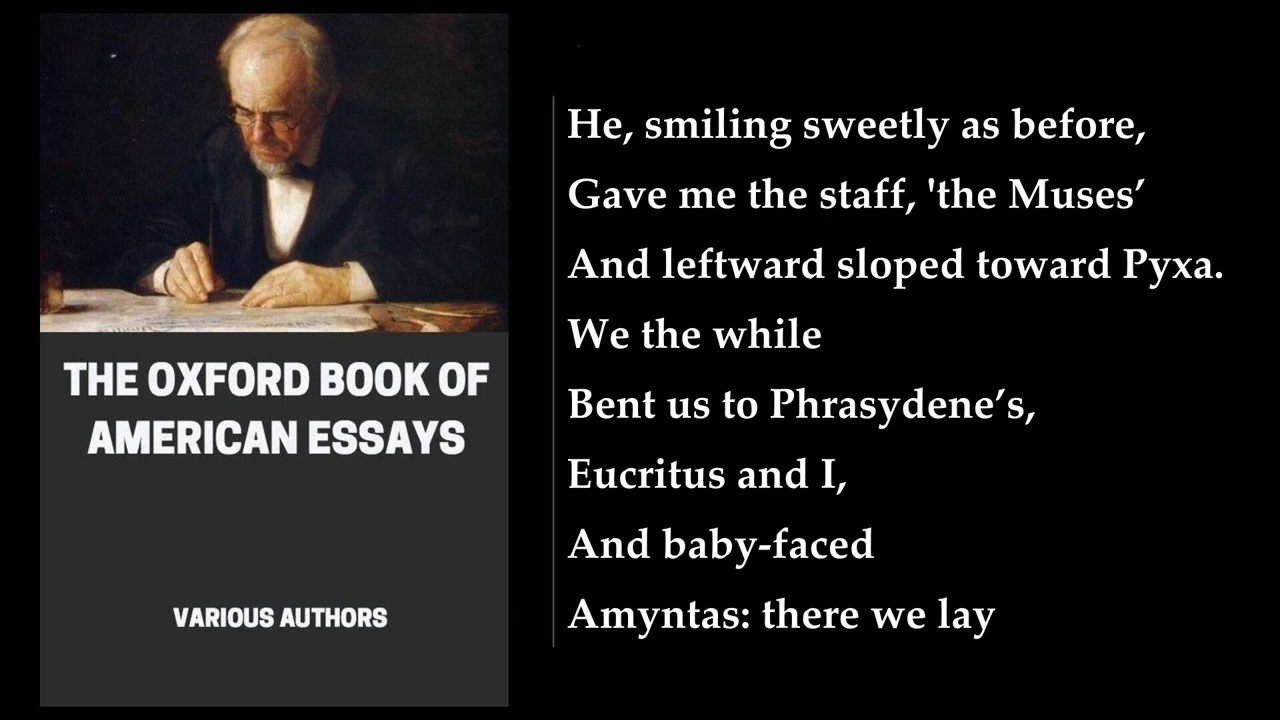 THE OXFORD BOOK OF
AMERICAN ESSAYS
VARIOUS AUTHORS
He, smiling sweetly as before,
Gave me the staff, 'the Muses’
And leftward sloped toward Pyxa.
We the while
Bent us to Phrasydene’s,
Eucritus and I,
And baby-faced
Amyntas: there we lay